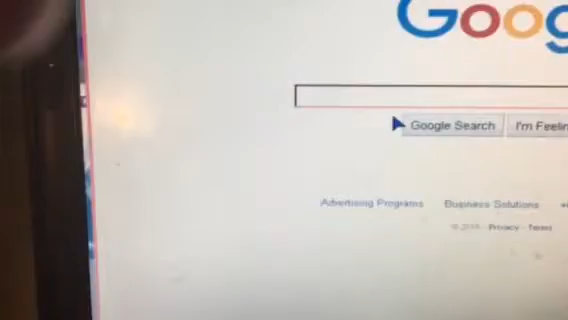 Goog
Google Search I'm Feelin
Advertising Programs Business Solutions
Privacy - Terms